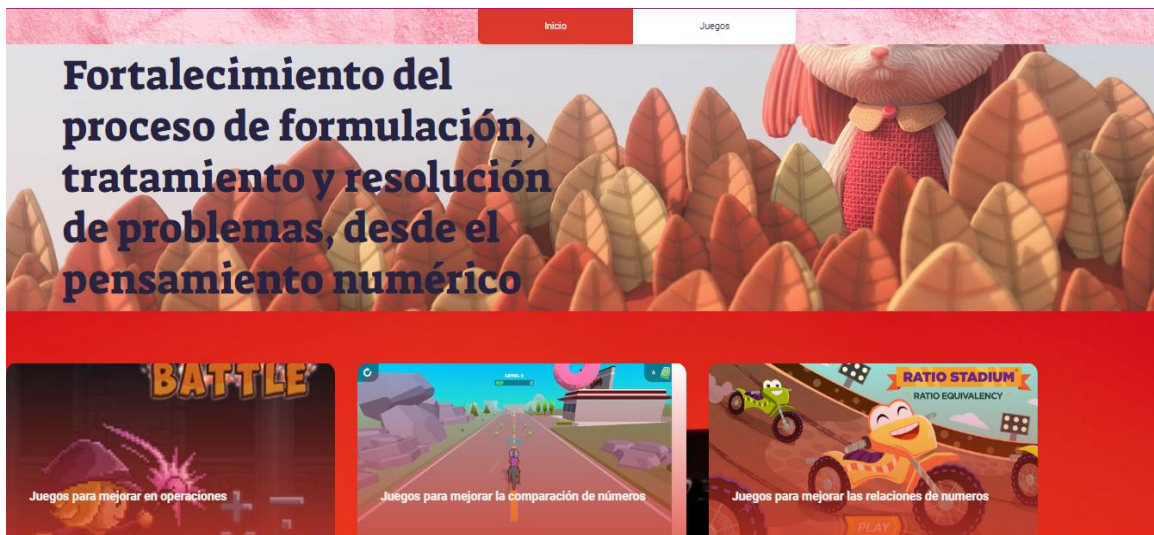 Inicio
Juegos
Fortalecimiento del
proceso de formulación,
tratamiento y resolución
de problemas, desde el
pensamiento numérico
BATTLE
Juegos para mejorar en operaciones
LEVEL 3
6
Juegos para mejorar la comparación de números
RATIO STADIUM
RATIO EQUIVALENCY
Juegos para mejorar las relaciones de numeros
PLAY